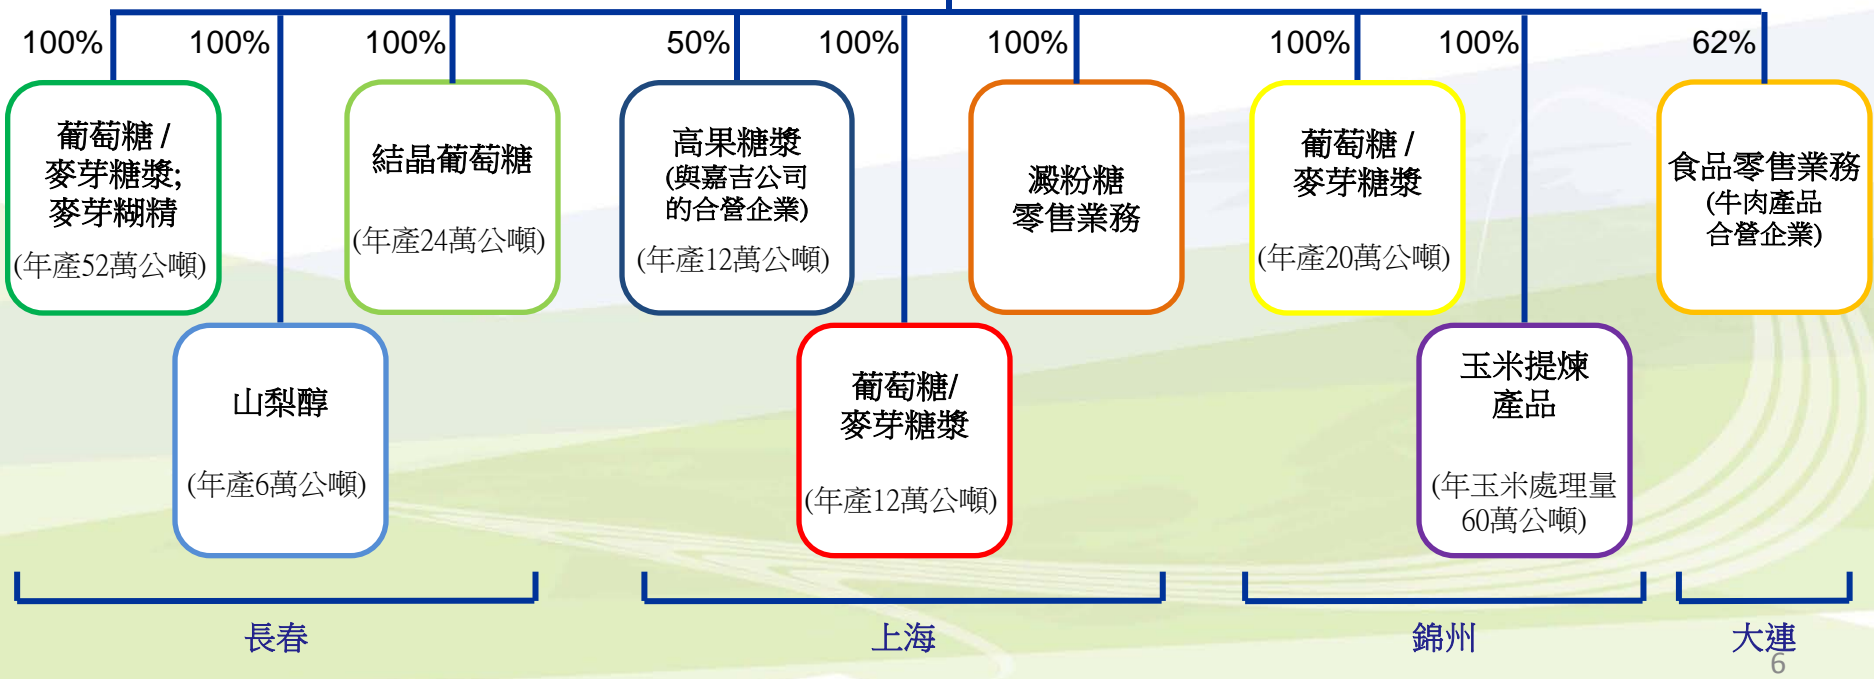 100%
100%
100%
50%
100%
100%
100%
100%
62%
葡萄糖 /
麥芽糖漿;
麥芽糊精
(年產52萬公噸)
結晶葡萄糖
(年產24萬公噸)
高果糖漿
(與嘉吉公司
的合營企業)
(年產12萬公噸)
澱粉糖
零售業務
葡萄糖 /
麥芽糖漿
(年產20萬公噸)
食品零售業務
(牛肉產品
合營企業)
山梨醇
(年產6萬公噸)
葡萄糖/
麥芽糖漿
(年產12萬公噸)
玉米提煉
產品
(年玉米處理量
60萬公噸)
長春
上海
錦州
大連
6